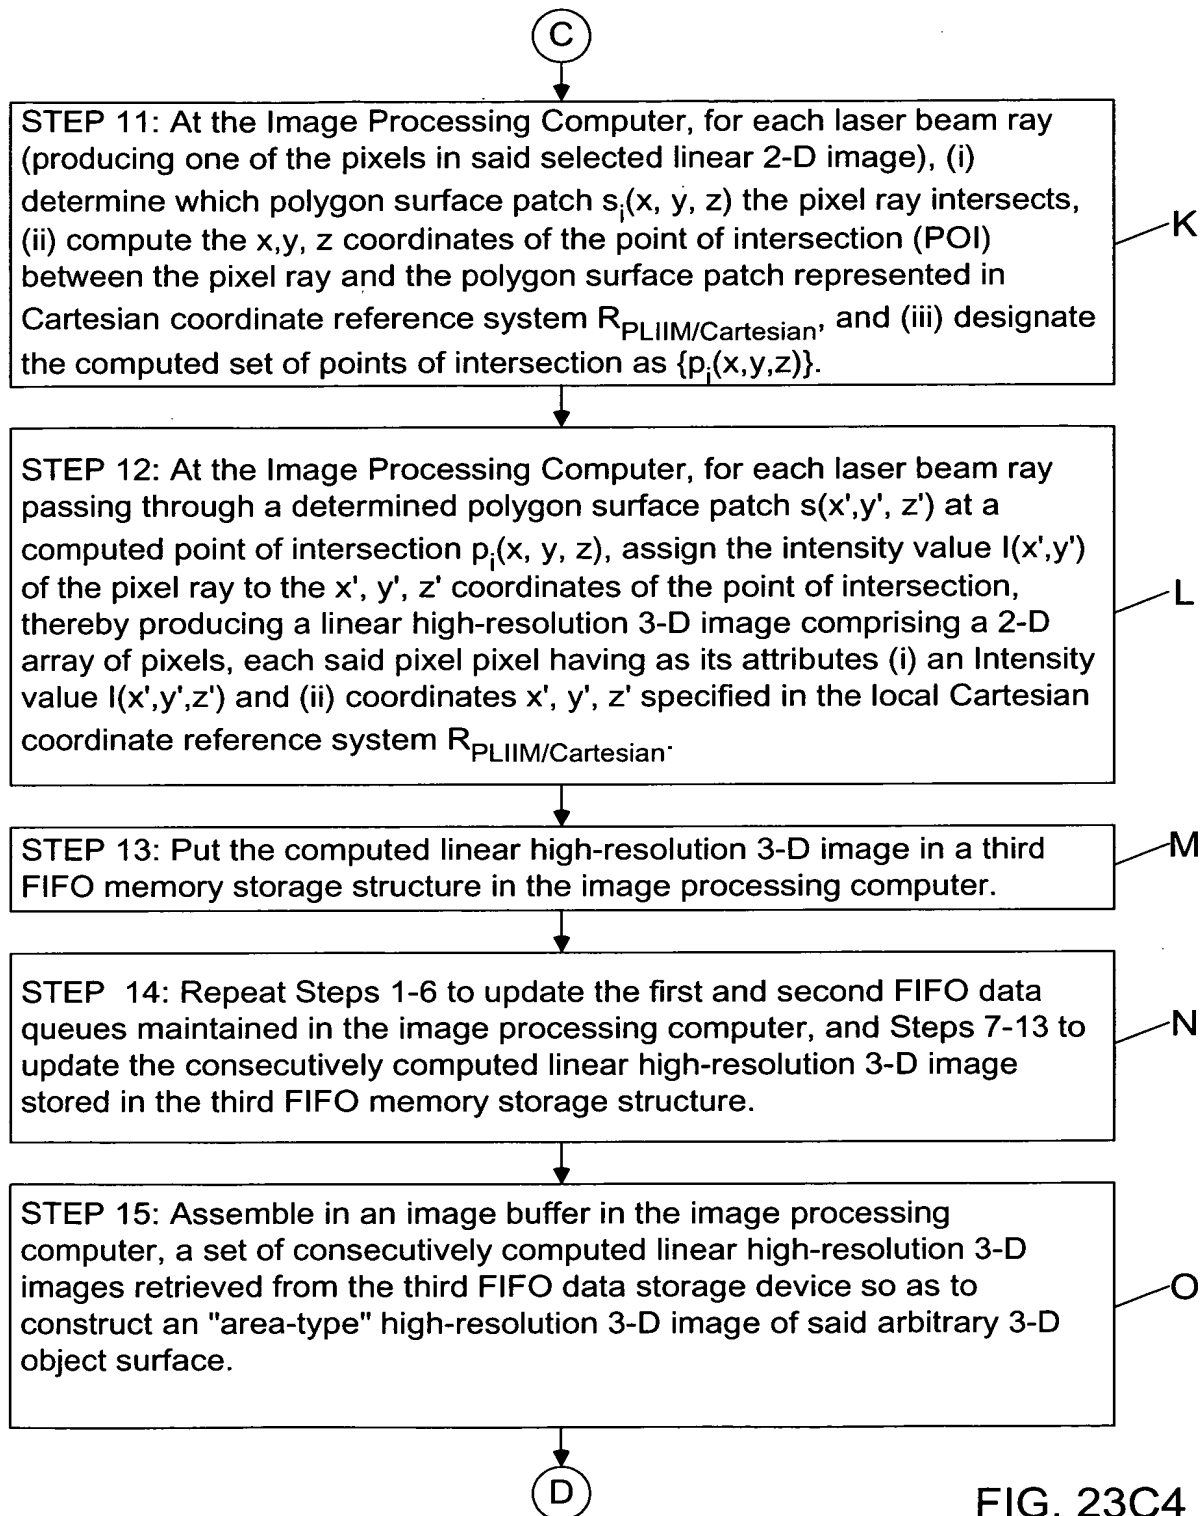 C
STEP 11: At the Image Processing Computer, for each laser beam ray
(producing one of the pixels in said selected linear 2-D image), (i)
determine which polygon surface patch si(x, y, z) the pixel ray intersects,
(ii) compute the x,y, z coordinates of the point of intersection (POI)
between the pixel ray and the polygon surface patch represented in
Cartesian coordinate reference system RPLIIM/Cartesian, and (iii) designate
the computed set of points of intersection as {pi(x,y,z)}.
K
STEP 12: At the Image Processing Computer, for each laser beam ray
passing through a determined polygon surface patch s(x',y', z') at a
computed point of intersection pi(x, y, z), assign the intensity value I(x',y')
of the pixel ray to the x', y', z' coordinates of the point of intersection,
thereby producing a linear high-resolution 3-D image comprising a 2-D
array of pixels, each said pixel pixel having as its attributes (i) an Intensity
value I(x',y',z') and (ii) coordinates x', y', z' specified in the local Cartesian
coordinate reference system RPLIIM/Cartesian.
L
STEP 13: Put the computed linear high-resolution 3-D image in a third
FIFO memory storage structure in the image processing computer.
M
STEP 14: Repeat Steps 1-6 to update the first and second FIFO data
queues maintained in the image processing computer, and Steps 7-13 to
update the consecutively computed linear high-resolution 3-D image
stored in the third FIFO memory storage structure.
N
STEP 15: Assemble in an image buffer in the image processing
computer, a set of consecutively computed linear high-resolution 3-D
images retrieved from the third FIFO data storage device so as to
construct an "area-type" high-resolution 3-D image of said arbitrary 3-D
object surface.
O
D
FIG. 23C4